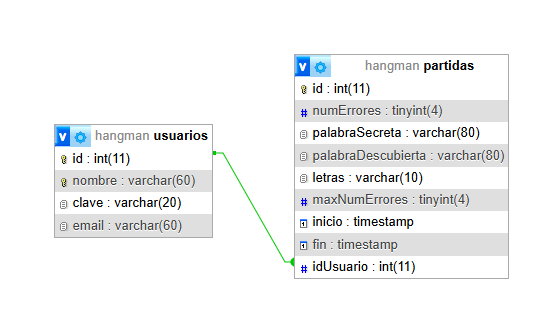 hangman usuarios
id : int(11)
nombre : varchar(60)
clave : varchar(20)
email : varchar(60)
v hangman partidas
id : int(11)
numErrores : tinyint(4)
palabraSecreta : varchar(80)
palabraDescubierta : varchar(80)
letras : varchar(10)
maxNumErrores : tinyint(4)
inicio : timestamp
fin : timestamp
idUsuario : int(11)